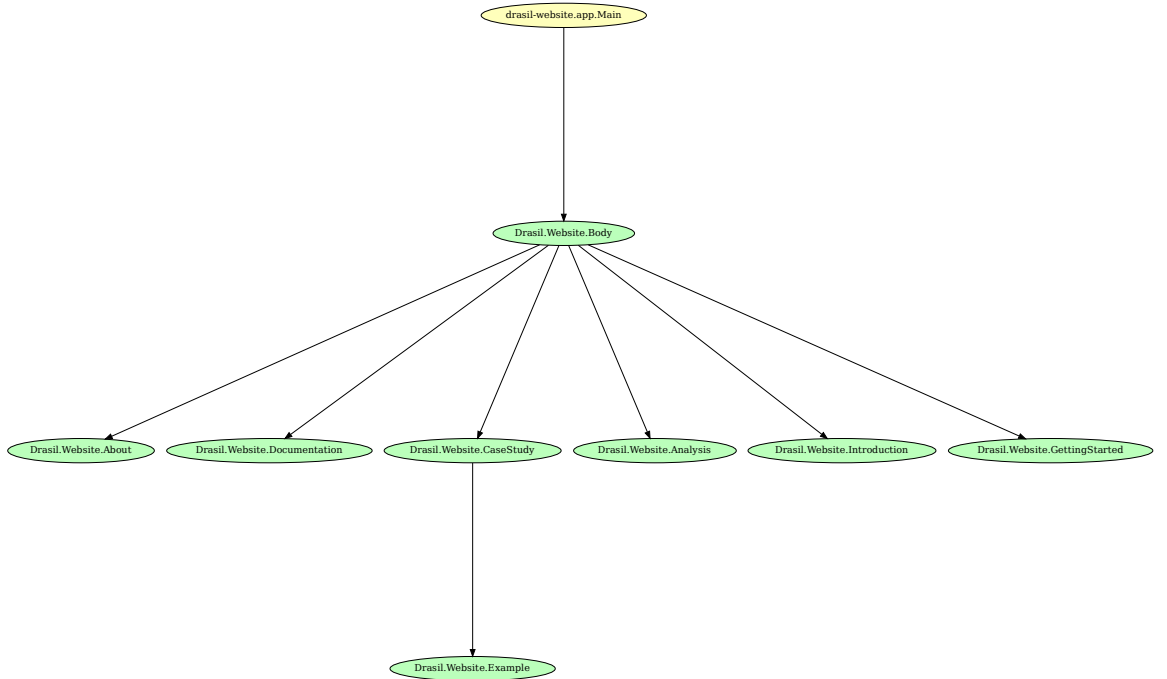 drasil-website.app.Main
Drasil.Website.Body
Drasil.Website.About
Drasil.Website.Documentation
Drasil.Website.CaseStudy
Drasil.Website.Analysis
Drasil.Website.Introduction
Drasil.Website.GettingStarted
Drasil.Website.Example